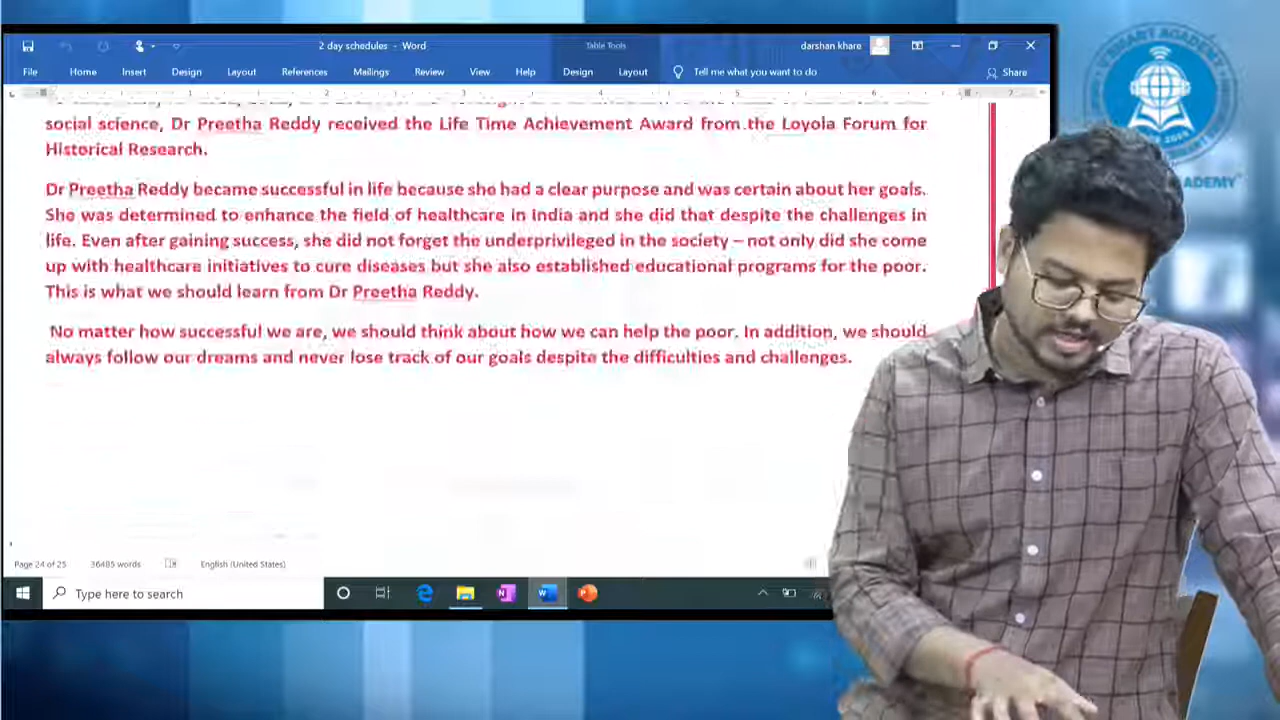 2 day schedules - Word
Table Tools
darshan khare
File Home Insert Design Layout References Mailings Review View Help Design Layout Tell me what you want to do Share
social science, Dr Preetha Reddy received the Life Time Achievement Award from the Loyola Forum for
Historical Research.
Dr Preetha Reddy became successful in life because she had a clear purpose and was certain about her goals.
She was determined to enhance the field of healthcare in India and she did that despite the challenges in
life. Even after gaining success, she did not forget the underprivileged in the society – not only did she come
up with healthcare initiatives to cure diseases but she also established educational programs for the poor.
This is what we should learn from Dr Preetha Reddy.
No matter how successful we are, we should think about how we can help the poor. In addition, we should
always follow our dreams and never lose track of our goals despite the difficulties and challenges.
Page 24 of 25 36485 words English (United States)
Type here to search
ACADEMY